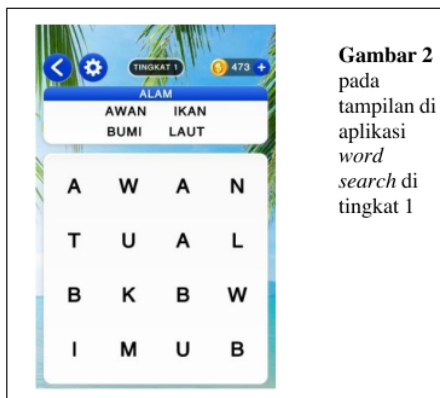 TINGKAT 1
473 +
ALAM
AWAN IKAN
BUMI LAUT
A W A N
T U A L
B K B W
I M U B
Gambar 2
pada
tampilan di
aplikasi
word
search di
tingkat 1